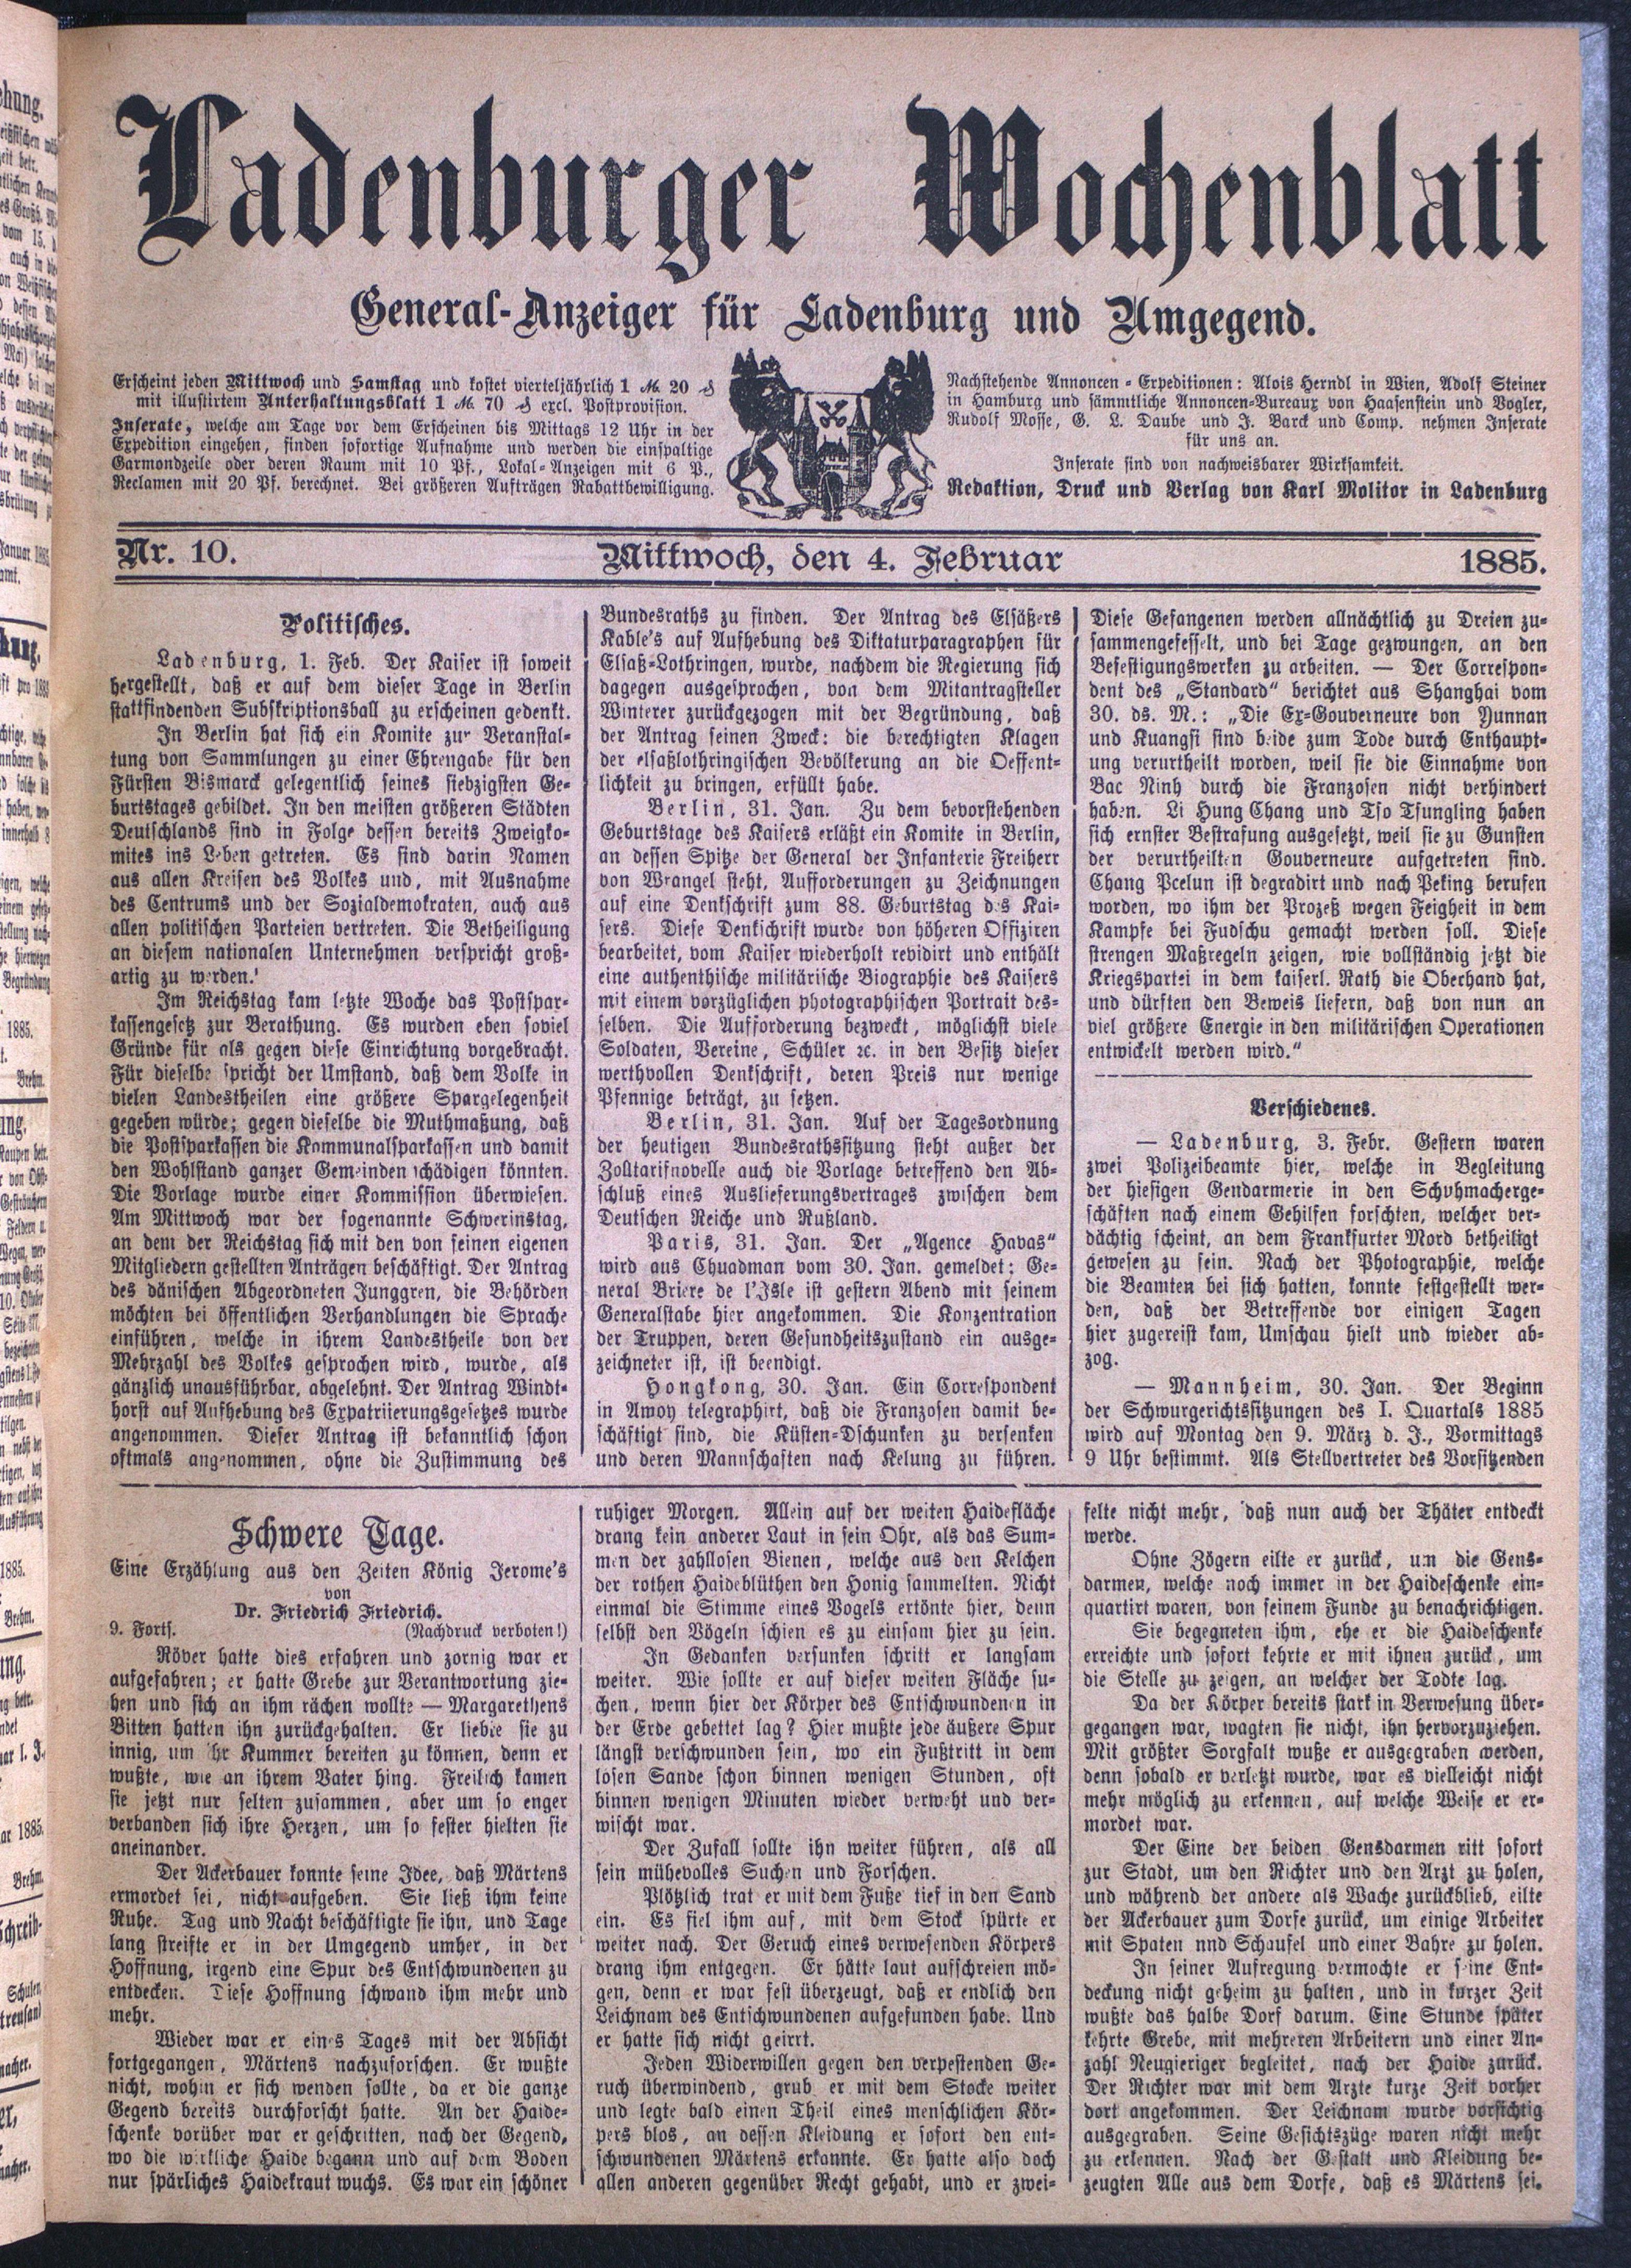 Ladenburger Wochenblatt
General-Anzeiger für Ladenburg und Umgegend.
Erscheint jeden Mittwoch und Samstag und kostet vierteljährlich 1 M. 20 ₰
mit illustrirtem Unterhaltungsblatt 1 M. 70 ₰ excl. Postprovision.
Inserate, welche am Tage vor dem Erscheinen bis Mittags 12 Uhr in der
Expedition eingehen, finden sofortige Aufnahme und werden die einspaltige
Garmondzeile oder deren Raum mit 10 Pf., Lokal-Anzeigen mit 6 P.,
Reclamen mit 20 Pf. berechnet. Bei größeren Aufträgen Rabattbewilligung.
Nachstehende Annoncen-Expeditionen: Alois Herndl in Wien, Adolf Steiner
in Hamburg und sämmtliche Annoncen-Bureaux von Haasenstein und Vogler,
Rudolf Mosse, G. L. Daube und J. Barck und Comp. nehmen Inserate
für uns an.
Inserate sind von nachweisbarer Wirksamkeit.
Redaktion, Druck und Verlag von Karl Molitor in Ladenburg
Nr. 10. Mittwoch, den 4. Februar 1885.
Politisches.
Ladenburg, 1. Feb. Der Kaiser ist soweit
hergestellt, daß er auf dem dieser Tage in Berlin
stattfindenden Subskriptionsball zu erscheinen gedenkt.
In Berlin hat sich ein Komite zur Veranstal-
tung von Sammlungen zu einer Ehrengabe für den
Fürsten Bismarck gelegentlich seines siebzigsten Ge-
burtstages gebildet. In den meisten größeren Städten
Deutschlands sind in Folge dessen bereits Zweigko-
mites ins Leben getreten. Es sind darin Namen
aus allen Kreisen des Volkes und, mit Ausnahme
des Centrums und der Sozialdemokraten, auch aus
allen politischen Parteien vertreten. Die Betheiligung
an diesem nationalen Unternehmen verspricht groß-
artig zu werden.
Im Reichstag kam letzte Woche das Postspar-
kassengesetz zur Berathung. Es wurden eben soviel
Gründe für als gegen diese Einrichtung vorgebracht.
Für dieselbe spricht der Umstand, daß dem Volke in
vielen Landestheilen eine größere Spargelegenheit
gegeben würde; gegen dieselbe die Muthmaßung, daß
die Postsparkassen die Kommunalsparkassen und damit
den Wohlstand ganzer Gemeinden schädigen könnten.
Die Vorlage wurde einer Kommission überwiesen.
Am Mittwoch war der sogenannte Schwerinstag,
an dem der Reichstag sich mit den von seinen eigenen
Mitgliedern gestellten Anträgen beschäftigt. Der Antrag
des dänischen Abgeordneten Junggren, die Behörden
möchten bei öffentlichen Verhandlungen die Sprache
einführen, welche in ihrem Landestheile von der
Mehrzahl des Volkes gesprochen wird, wurde, als
gänzlich unausführbar, abgelehnt. Der Antrag Windt-
horst auf Aufhebung des Expatriierungsgesetzes wurde
angenommen. Dieser Antrag ist bekanntlich schon
oftmals angenommen, ohne die Zustimmung des
Bundesraths zu finden. Der Antrag des Elsäßers
Kable's auf Aufhebung des Diktaturparagraphen für
Elsaß-Lothringen, wurde, nachdem die Regierung sich
dagegen ausgesprochen, von dem Mitantragsteller
Winterer zurückgezogen mit der Begründung, daß
der Antrag seinen Zweck: die berechtigten Klagen
der elsaßlothringischen Bevölkerung an die Oeffent-
lichkeit zu bringen, erfüllt habe.
Berlin, 31. Jan. Zu dem bevorstehenden
Geburtstage des Kaisers erläßt ein Komite in Berlin,
an dessen Spitze der General der Infanterie Freiherr
von Wrangel steht, Aufforderungen zu Zeichnungen
auf eine Denkschrift zum 88. Geburtstag des Kai-
sers. Diese Denkschrift wurde von höheren Offiziren
bearbeitet, vom Kaiser wiederholt revidirt und enthält
eine authenthische militärische Biographie des Kaisers
mit einem vorzüglichen photographischen Portrait des-
selben. Die Aufforderung bezweckt, möglichst viele
Soldaten, Vereine, Schüler ꝛc. in den Besitz dieser
werthvollen Denkschrift, deren Preis nur wenige
Pfennige beträgt, zu setzen.
Berlin, 31. Jan. Auf der Tagesordnung
der heutigen Bundesrathssitzung steht außer der
Zolltarifnovelle auch die Vorlage betreffend den Ab-
schluß eines Auslieferungsvertrages zwischen dem
Deutschen Reiche und Rußland.
Paris, 31. Jan. Der „Agence Havas“
wird aus Chuadman vom 30. Jan. gemeldet: Ge-
neral Briere de l'Isle ist gestern Abend mit seinem
Generalstabe hier angekommen. Die Konzentration
der Truppen, deren Gesundheitszustand ein ausge-
zeichneter ist, ist beendigt.
Hongkong, 30. Jan. Ein Correspondent
in Amoy telegraphirt, daß die Franzosen damit be-
schäftigt sind, die Küsten-Dschunken zu versenken
und deren Mannschaften nach Kelung zu führen.
Diese Gefangenen werden allnächtlich zu Dreien zu-
sammengefesselt, und bei Tage gezwungen, an den
Befestigungswerken zu arbeiten. — Der Correspon-
dent des „Standard“ berichtet aus Shanghai vom
30. ds. M.: „Die Ex-Gouverneure von Yunnan
und Kuangsi sind beide zum Tode durch Enthaupt-
ung verurtheilt worden, weil sie die Einnahme von
Bac Ninh durch die Franzosen nicht verhindert
haben. Li Hung Chang und Tso Tsungling haben
sich ernster Bestrafung ausgesetzt, weil sie zu Gunsten
der verurtheilten Gouverneure aufgetreten sind.
Chang Pcelun ist degradirt und nach Peking berufen
worden, wo ihm der Prozeß wegen Feigheit in dem
Kampfe bei Fudschu gemacht werden soll. Diese
strengen Maßregeln zeigen, wie vollständig jetzt die
Kriegspartei in dem kaiserl. Rath die Oberhand hat,
und dürften den Beweis liefern, daß von nun an
viel größere Energie in den militärischen Operationen
entwickelt werden wird.“
Verschiedenes.
— Ladenburg, 3. Febr. Gestern waren
zwei Polizeibeamte hier, welche in Begleitung
der hiesigen Gendarmerie in den Schuhmacherge-
schäften nach einem Gehilfen forschten, welcher ver-
dächtig scheint, an dem Frankfurter Mord betheiligt
gewesen zu sein. Nach der Photographie, welche
die Beamten bei sich hatten, konnte festgestellt wer-
den, daß der Betreffende vor einigen Tagen
hier zugereist kam, Umschau hielt und wieder ab-
zog.
— Mannheim, 30. Jan. Der Beginn
der Schwurgerichtssitzungen des I. Quartals 1885
wird auf Montag den 9. März d. J., Vormittags
9 Uhr bestimmt. Als Stellvertreter des Vorsitzenden
Schwere Tage.
Eine Erzählung aus den Zeiten König Jerome's
von
Dr. Friedrich Friedrich.
9. Forts. (Nachdruck verboten!)
Röver hatte dies erfahren und zornig war er
aufgefahren; er hatte Grebe zur Verantwortung zie-
hen und sich an ihm rächen wollte — Margarethens
Bitten hatten ihn zurückgehalten. Er liebte sie zu
innig, um ihr Kummer bereiten zu können, denn er
wußte, wie an ihrem Vater hing. Freilich kamen
sie jetzt nur selten zusammen, aber um so enger
verbanden sich ihre Herzen, um so fester hielten sie
aneinander.
Der Ackerbauer konnte seine Idee, daß Märtens
ermordet sei, nicht aufgeben. Sie ließ ihm keine
Ruhe. Tag und Nacht beschäftigte sie ihn, und Tage
lang streifte er in der Umgegend umher, in der
Hoffnung, irgend eine Spur des Entschwundenen zu
entdecken. Diese Hoffnung schwand ihm mehr und
mehr.
Wieder war er eines Tages mit der Absicht
fortgegangen, Märtens nachzuforschen. Er wußte
nicht, wohin er sich wenden sollte, da er die ganze
Gegend bereits durchforscht hatte. An der Haide-
schenke vorüber war er geschritten, nach der Gegend,
wo die wirkliche Haide begann und auf dem Boden
nur spärliches Haidekraut wuchs. Es war ein schöner
ruhiger Morgen. Allein auf der weiten Haidefläche
drang kein anderer Laut in sein Ohr, als das Sum-
men der zahllosen Bienen, welche aus den Kelchen
der rothen Haideblüthen den Honig sammelten. Nicht
einmal die Stimme eines Vogels ertönte hier, denn
selbst den Vögeln schien es zu einsam hier zu sein.
In Gedanken versunken schritt er langsam
weiter. Wie sollte er auf dieser weiten Fläche su-
chen, wenn hier der Körper des Entschwundenen in
der Erde gebettet lag? Hier mußte jede äußere Spur
längst verschwunden sein, wo ein Fußtritt in dem
losen Sande schon binnen wenigen Stunden, oft
binnen wenigen Minuten wieder verweht und ver-
wischt war.
Der Zufall sollte ihn weiter führen, als all
sein mühevolles Suchen und Forschen.
Plötzlich trat er mit dem Fuße tief in den Sand
ein. Es fiel ihm auf, mit dem Stock spürte er
weiter nach. Der Geruch eines verwesenden Körpers
drang ihm entgegen. Er hätte laut aufschreien mö-
gen, denn er war fest überzeugt, daß er endlich den
Leichnam des Entschwundenen aufgefunden habe. Und
er hatte sich nicht geirrt.
Jeden Widerwillen gegen den verpestenden Ge-
ruch überwindend, grub er mit dem Stocke weiter
und legte bald einen Theil eines menschlichen Kör-
pers blos, an dessen Kleidung er sofort den ent-
schwundenen Märtens erkannte. Er hatte also doch
allen anderen gegenüber Recht gehabt, und er zwei-
felte nicht mehr, daß nun auch der Thäter entdeckt
werde.
Ohne Zögern eilte er zurück, um die Gens-
darmen, welche noch immer in der Haideschenke ein-
quartirt waren, von seinem Funde zu benachrichtigen.
Sie begegneten ihm, ehe er die Haideschenke
erreichte und sofort kehrte er mit ihnen zurück, um
die Stelle zu zeigen, an welcher der Todte lag.
Da der Körper bereits stark in Verwesung über-
gegangen war, wagten sie nicht, ihn hervorzuziehen.
Mit größter Sorgfalt wußte er ausgegraben werden,
denn sobald er verletzt wurde, war es vielleicht nicht
mehr möglich zu erkennen, auf welche Weise er er-
mordet war.
Der Eine der beiden Gensdarmen ritt sofort
zur Stadt, um den Richter und den Arzt zu holen,
und während der andere als Wache zurückblieb, eilte
der Ackerbauer zum Dorfe zurück, um einige Arbeiter
mit Spaten nnd Schaufel und einer Bahre zu holen.
In seiner Aufregung vermochte er seine Ent-
deckung nicht geheim zu halten, und in kurzer Zeit
wußte das halbe Dorf darum. Eine Stunde später
kehrte Grebe, mit mehreren Arbeitern und einer An-
zahl Neugieriger begleitet, nach der Haide zurück.
Der Richter war mit dem Arzte kurze Zeit vorher
dort angekommen. Der Leichnam wurde vorsichtig
ausgegraben. Seine Gesichtszüge waren nicht mehr
zu erkennen. Nach der Gestalt und Kleidung be-
zeugten Alle aus dem Dorfe, daß es Märtens sei.